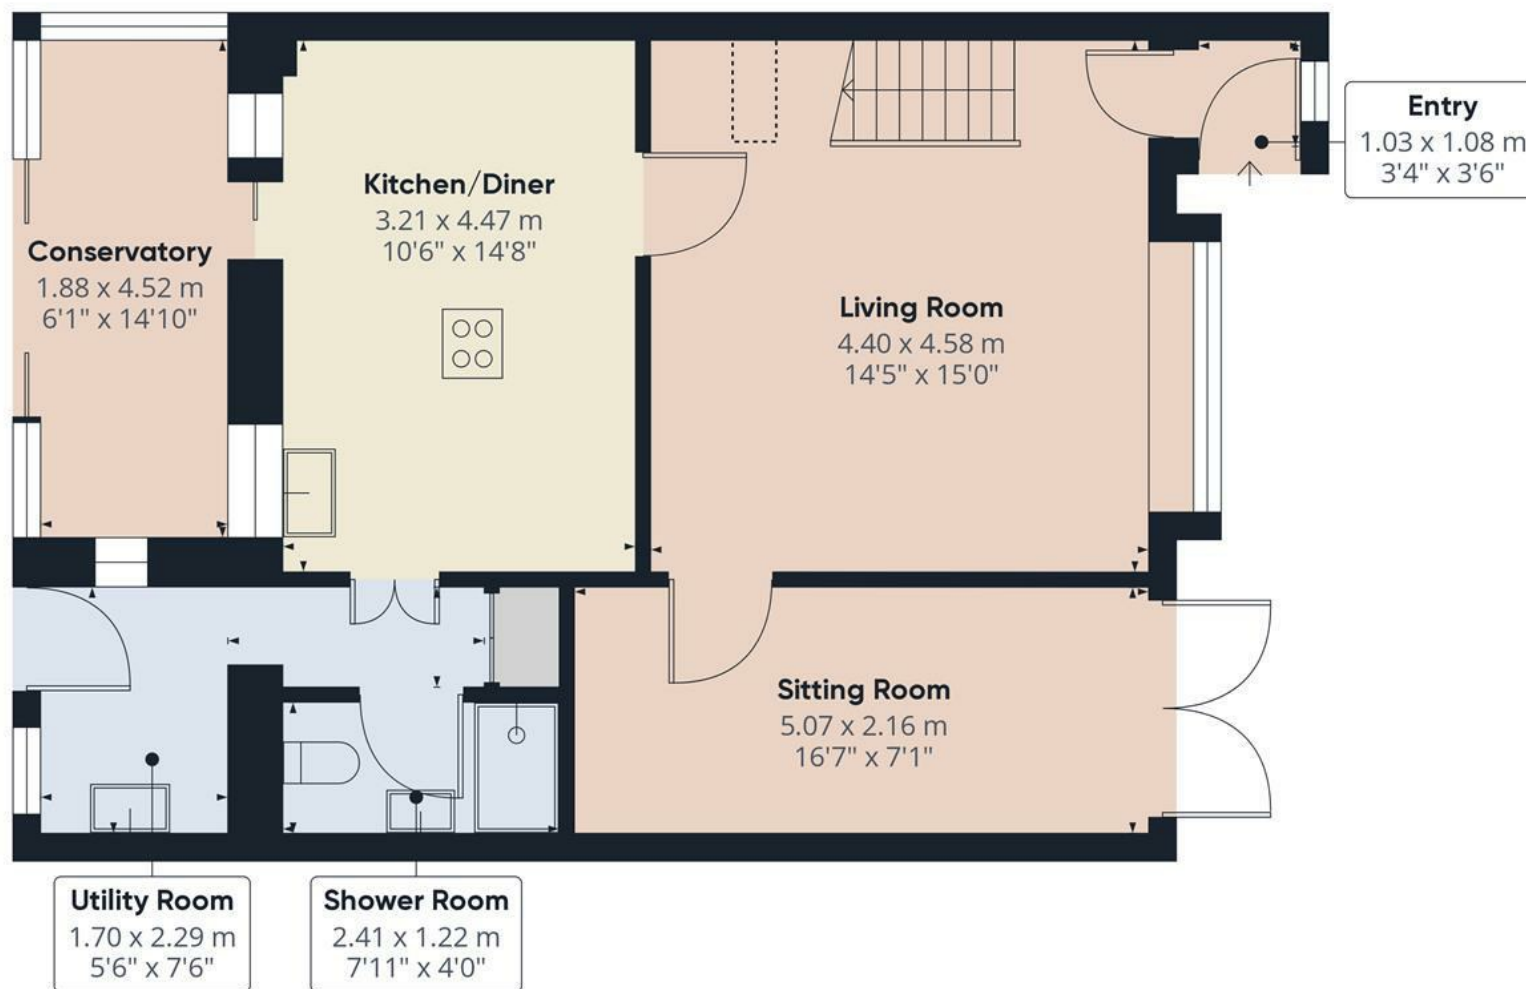 Entry
1.03 x 1.08 m
3'4" x 3'6"
Kitchen/Diner
3.21 x 4.47 m
10'6" x 14'8"
Conservatory
1.88 x 4.52 m
6'1" x 14'10"
Living Room
4.40 x 4.58 m
14'5" x 15'0"
Sitting Room
5.07 x 2.16 m
16'7" x 7'1"
Utility Room
1.70 x 2.29 m
5'6" x 7'6"
Shower Room
2.41 x 1.22 m
7'11" x 4'0"